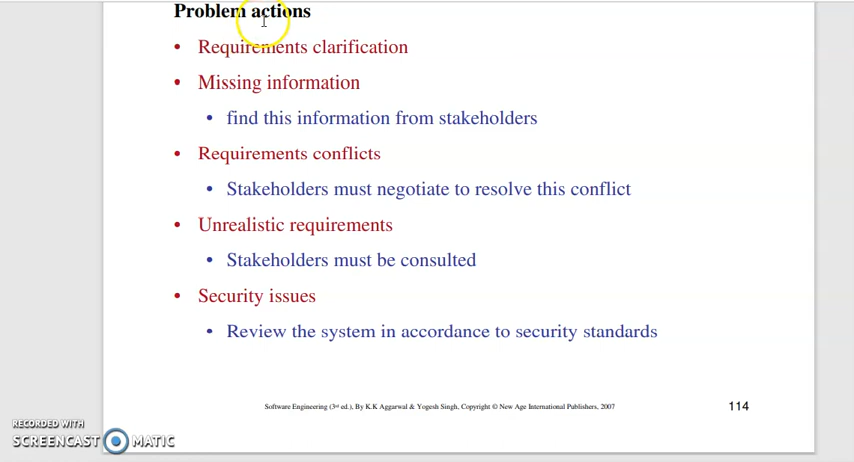 Problem actions
• Requirements clarification
• Missing information
• find this information from stakeholders
• Requirements conflicts
• Stakeholders must negotiate to resolve this conflict
• Unrealistic requirements
• Stakeholders must be consulted
• Security issues
• Review the system in accordance to security standards
Software Engineering (3rd ed.), By K.K Aggarwal & Yogesh Singh, Copyright © New Age International Publishers, 2007
114
RECORDED WITH
SCREENCAST MATIC